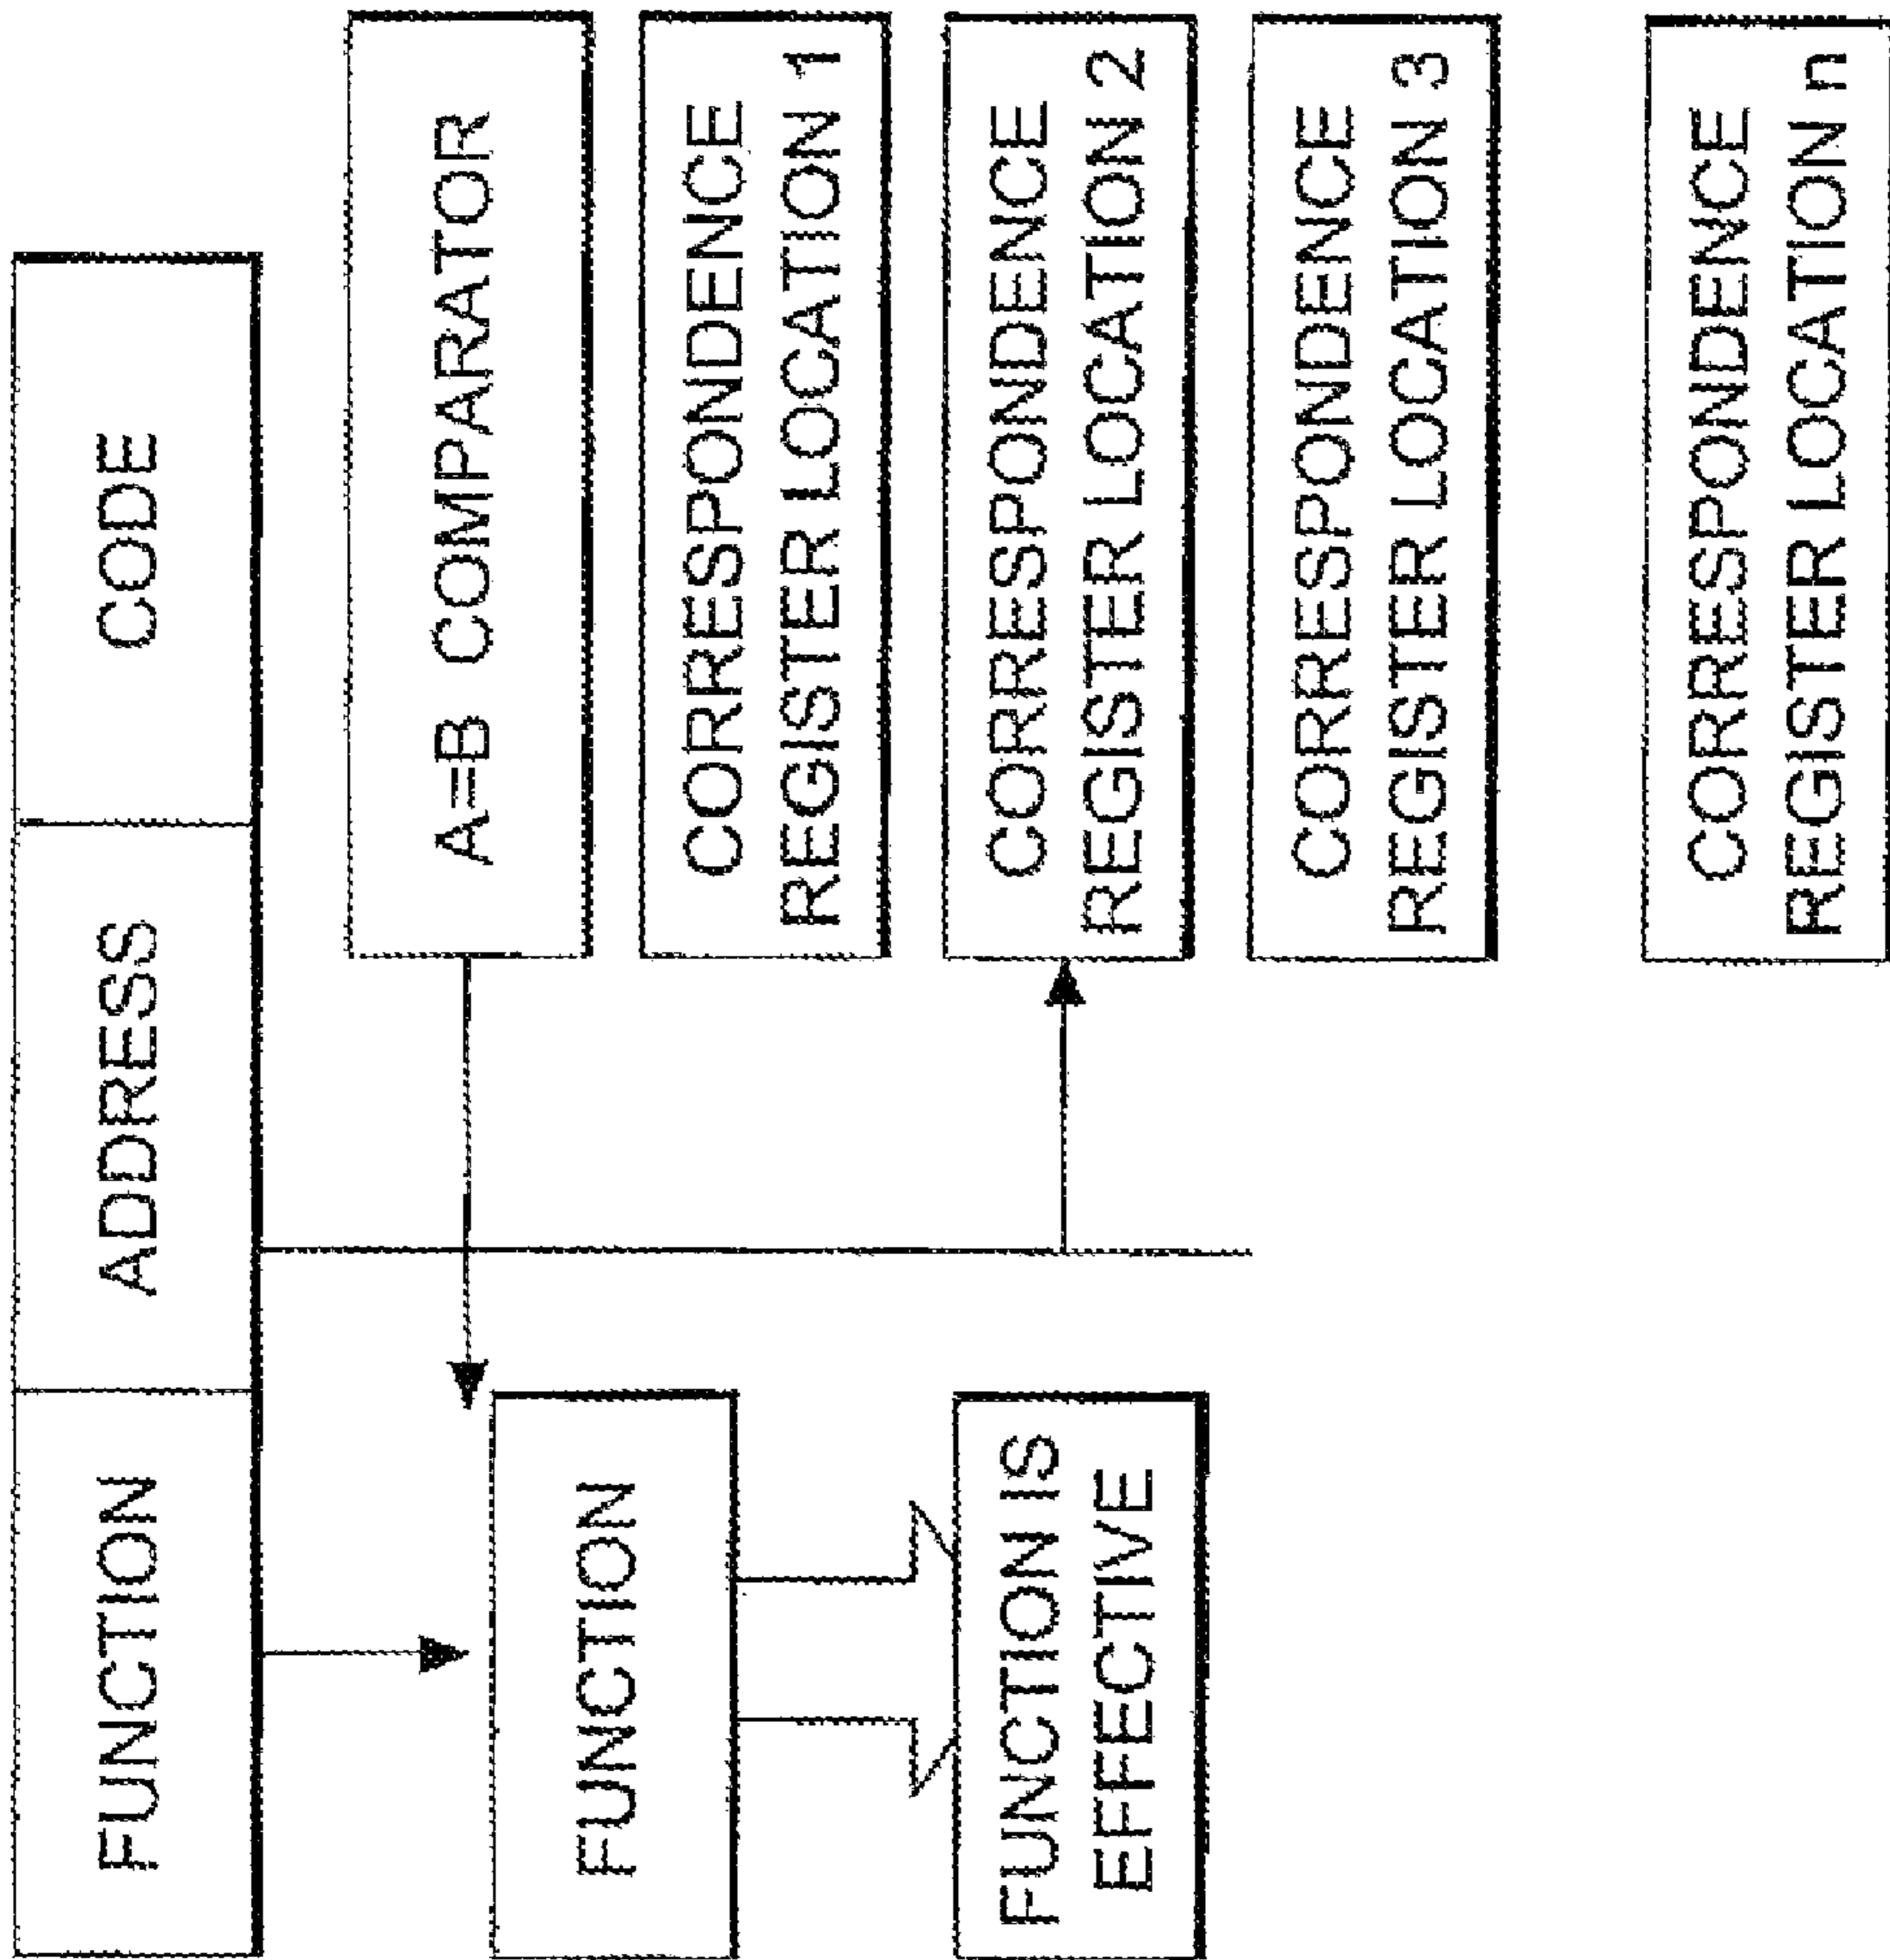 FUNCTION
ADDRESS
CODE
FUNCTION
A=B COMPARATOR
CORRESPONDENCE
REGISTER LOCATION 1
FUNCTION IS
EFFECTIVE
CORRESPONDENCE
REGISTER LOCATION 2
CORRESPONDENCE
REGISTER LOCATION 3
CORRESPONDENCE
REGISTER LOCATION n